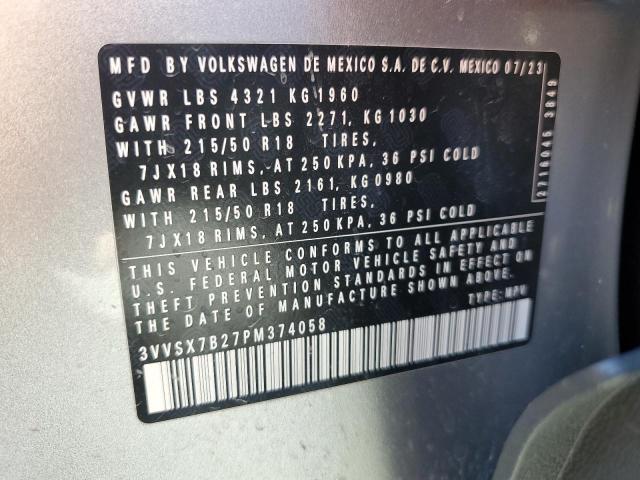 MFD BY VOLKSWAGEN DE MEXICO S.A. DE C.V. MEXICO 07/23
GVWR LBS 4321 KG 1960
GAWR FRONT LBS 2271, KG 1030
WITH 215/50 R18 TIRES,
7JX18 RIMS, AT 250 KPA, 36 PSI COLD
GAWR REAR LBS 2161, KG0980
WITH 215/50 R18 TIRES,
7JX18 RIMS, AT 250 KPA, 36 PSI COLD
THIS VEHICLE CONFORMS TO ALL APPLICABLE
U.S. FEDERAL MOTOR VEHICLE SAFETY AND
THEFT PREVENTION STANDARDS IN EFFECT ON
THE DATE OF MANUFACTURE SHOWN ABOVE.
3VVSX7B27PM374058
TYPE: MPV
2716045 3849